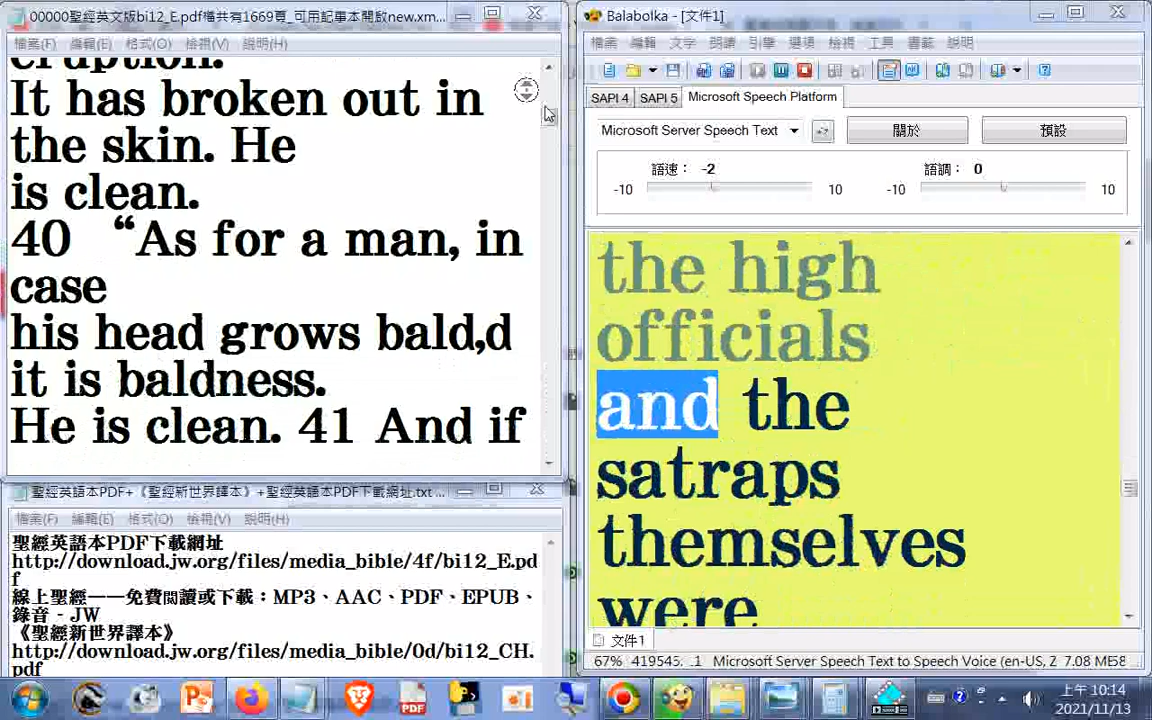 00000聖經英文版bi12_E.pdf檔共有1669頁_可用記事本開啟new.xm...
檔案(F) 編輯(E) 格式(O) 檢視(V) 說明(H)
eruption.
It has broken out in
the skin. He
is clean.
40 “As for a man, in
case
his head grows bald,d
it is baldness.
He is clean. 41 And if
聖經英語本PDF+《聖經新世界譯本》+聖經英語本PDF下載網址.txt ...
檔案(F) 編輯(E) 格式(O) 檢視(V) 說明(H)
聖經英語本PDF下載網址
http://download.jw.org/files/media_bible/4f/bi12_E.pd
f
線上聖經——免費閱讀或下載：MP3、AAC、PDF、EPUB、
錄音 - JW
《聖經新世界譯本》
http://download.jw.org/files/media_bible/0d/bi12_CH.
pdf
Balabolka - [文件1]
檔案 編輯 文字 朗讀 引擎 選項 檢視 工具 書籤 說明
SAPI 4 SAPI 5 Microsoft Speech Platform
Microsoft Server Speech Text 關於 預設
語速： -2 語調： 0
-10 10 -10 10
the high
officials
and the
satraps
themselves
were
文件1
67% 419545. .1 Microsoft Server Speech Text to Speech Voice (en-US, 2 7.08 ME58
上午 10:14
2021/11/13